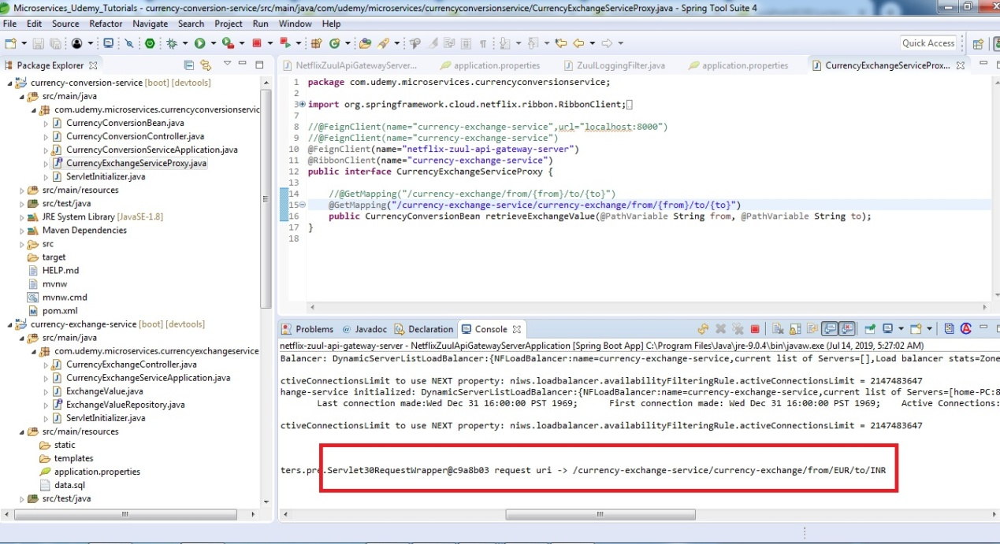 Microservices_Udemy_Tutorials - currency-conversion-service/src/main/java/com/udemy/microservices/currencyconversionservice/CurrencyExchangeServiceProxy.java - Spring Tool Suite 4
File Edit Source Refactor Navigate Search Project Run Window Help
Quick Access
Package Explorer
currency-conversion-service [boot] [devtools]
src/main/java
com.udemy.microservices.currencyconversionservic
CurrencyConversionBean.java
CurrencyConversionController.java
CurrencyConversionServiceApplication.java
CurrencyExchangeServiceProxy.java
ServletInitializer.java
src/main/resources
src/test/java
JRE System Library [JavaSE-1.8]
Maven Dependencies
src
target
HELP.md
mvnw
mvnw.cmd
pom.xml
currency-exchange-service [boot] [devtools]
src/main/java
com.udemy.microservices.currencyexchangeservice
CurrencyExchangeController.java
CurrencyExchangeServiceApplication.java
ExchangeValue.java
ExchangeValueRepository.java
ServletInitializer.java
src/main/resources
static
templates
application.properties
data.sql
src/test/java
NetflixZuulApiGatewayServer... application.properties ZuulLoggingFilter.java application.properties CurrencyExchangeServiceProx...
1 package com.udemy.microservices.currencyconversionservice;
2
3 import org.springframework.cloud.netflix.ribbon.RibbonClient;
7
8 //@FeignClient(name="currency-exchange-service",url="localhost:8000")
9 //@FeignClient(name="currency-exchange-service")
10 @FeignClient(name="netflix-zuul-api-gateway-server")
11 @RibbonClient(name="currency-exchange-service")
12 public interface CurrencyExchangeServiceProxy {
13
14 //@GetMapping("/currency-exchange/from/{from}/to/{to}")
15 @GetMapping("/currency-exchange-service/currency-exchange/from/{from}/to/{to}")
16 public CurrencyConversionBean retrieveExchangeValue(@PathVariable String from, @PathVariable String to);
17 }
18
Problems @ Javadoc Declaration Console
netflix-zuul-api-gateway-server - NetflixZuulApiGatewayServerApplication [Spring Boot App] C:\Program Files\Java\jre-9.0.4\bin\javaw.exe (Jul 14, 2019, 5:27:02 AM)
Balancer: DynamicServerListLoadBalancer:{NFLoadBalancer:name=currency-exchange-service,current list of Servers=[],Load balancer stats=Zone
ctiveConnectionsLimit to use NEXT property: niws.loadbalancer.availabilityFilteringRule.activeConnectionsLimit = 2147483647
hange-service initialized: DynamicServerListLoadBalancer:{NFLoadBalancer:name=currency-exchange-service,current list of Servers=[home-PC:8
Last connection made:Wed Dec 31 16:00:00 PST 1969; First connection made: Wed Dec 31 16:00:00 PST 1969; Active Connections:
ctiveConnectionsLimit to use NEXT property: niws.loadbalancer.availabilityFilteringRule.activeConnectionsLimit = 2147483647
ters.pre.Servlet30RequestWrapper@c9a8b03 request uri -> /currency-exchange-service/currency-exchange/from/EUR/to/INR